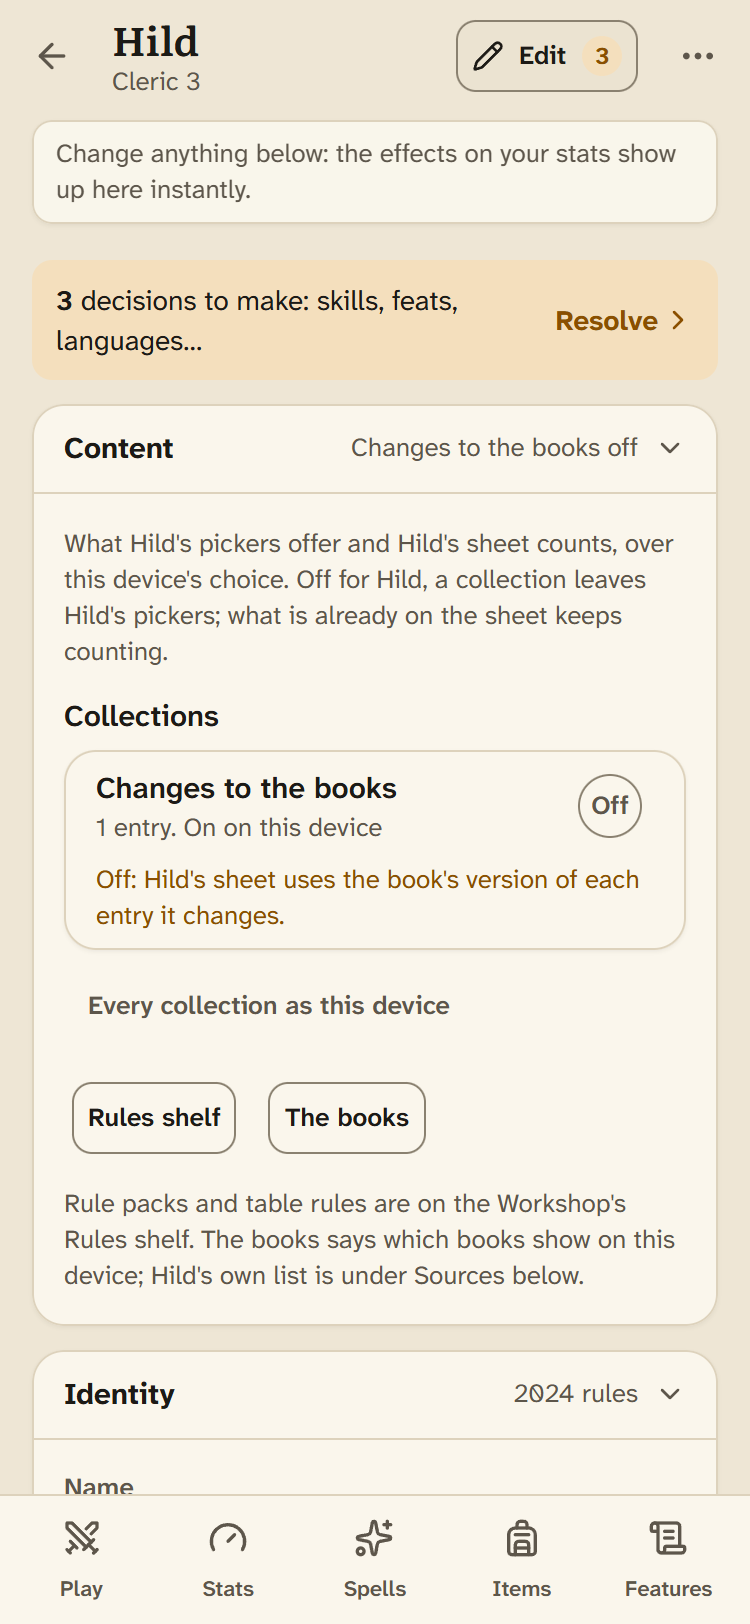 Hild
Cleric 3
Edit 3
Change anything below: the effects on your stats show
up here instantly.
3 decisions to make: skills, feats,
languages...
Resolve
Content
Changes to the books off
What Hild's pickers offer and Hild's sheet counts, over
this device's choice. Off for Hild, a collection leaves
Hild's pickers; what is already on the sheet keeps
counting.
Collections
Changes to the books
1 entry. On on this device
Off
Off: Hild's sheet uses the book's version of each
entry it changes.
Every collection as this device
Rules shelf
The books
Rule packs and table rules are on the Workshop's
Rules shelf. The books says which books show on this
device; Hild's own list is under Sources below.
Identity
2024 rules
Name
Play
Stats
Spells
Items
Features